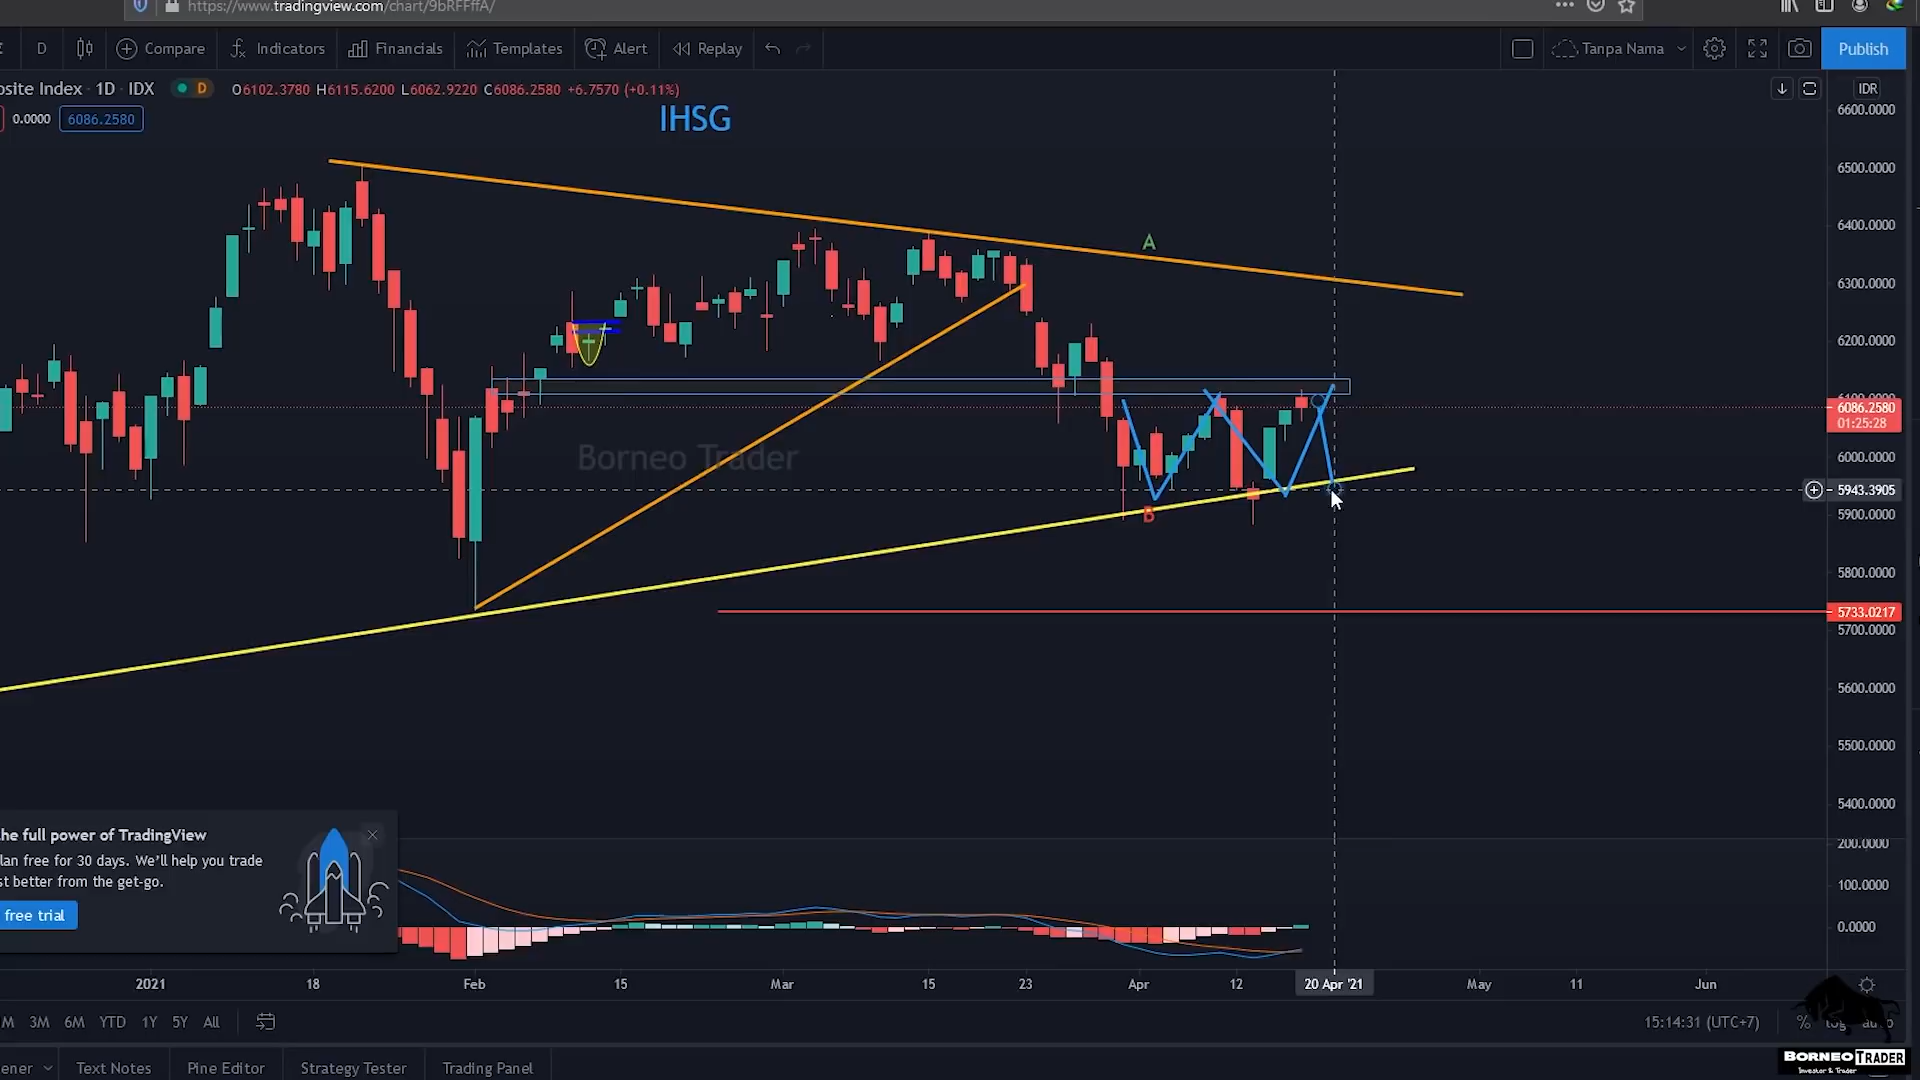 https://www.tradingview.com/chart/9bRFFffA/
D Compare Indicators Financials Templates Alert Replay Tanpa Nama Publish
osite Index · 1D · IDX D O6102.3780 H6115.6200 L6062.9220 C6086.2580 +6.7570 (+0.11%) IDR
0.0000 6086.2580
IHSG
6600.0000
6500.0000
6400.0000
A
6300.0000
6200.0000
6100.0000
6086.2580
01:25:28
Borneo Trader
6000.0000
5943.3905
B
5900.0000
5800.0000
5733.0217
5700.0000
5600.0000
5500.0000
5400.0000
he full power of TradingView
lan free for 30 days. We'll help you trade
st better from the get-go.
free trial
200.0000
100.0000
0.0000
2021 18 Feb 15 Mar 15 23 Apr 12 20 Apr '21 May 11 Jun
M 3M 6M YTD 1Y 5Y All 15:14:31 (UTC+7) % log auto
ener Text Notes Pine Editor Strategy Tester Trading Panel
BORNEO TRADER
Investor & Trader